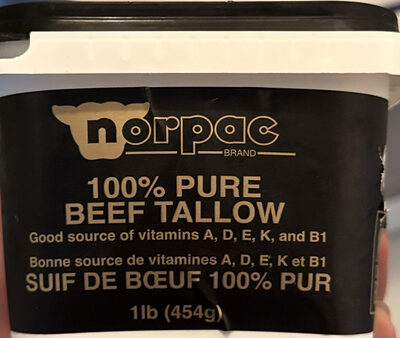 norpac
BRAND
100% PURE
BEEF TALLOW
Good source of vitamins A, D, E, K, and B1
Bonne source de vitamines A, D, E, K et B1
SUIF DE BŒUF 100% PUR
1lb (454g)